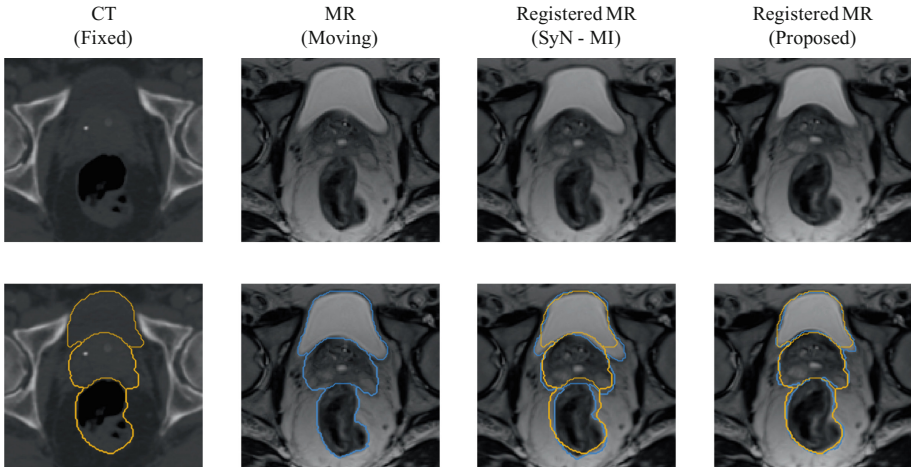 CT
(Fixed)
MR
(Moving)
Registered MR
(SyN - MI)
Registered MR
(Proposed)